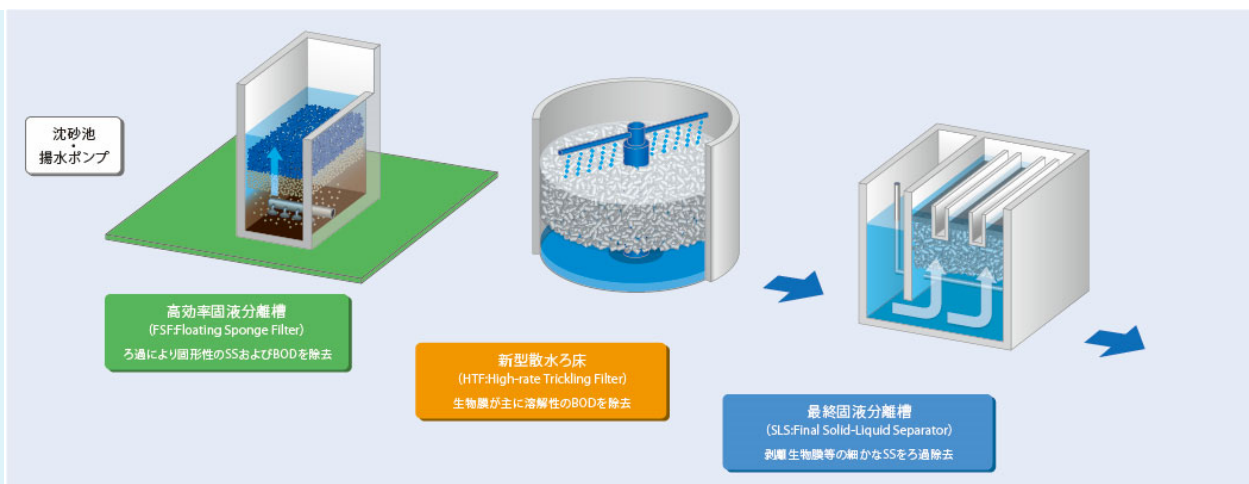 沈砂池
・
揚水ポンプ
高効率固液分離槽
(FSF:Floating Sponge Filter)
ろ過により固形性のSSおよびBODを除去
新型散水ろ床
(HTF:High-rate Trickling Filter)
生物膜が主に溶解性のBODを除去
最終固液分離槽
(SLS:Final Solid-Liquid Separator)
剥離生物膜等の細かなSSをろ過除去